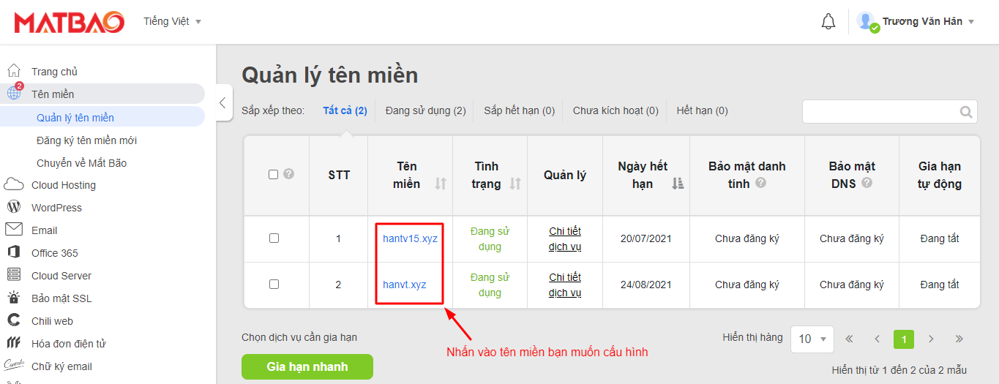 MATBAO
Tiếng Việt
Trương Văn Hân
Trang chủ
2
Tên miền
Quản lý tên miền
Đăng ký tên miền mới
Chuyển về Mắt Bão
Cloud Hosting
WordPress
Email
Office 365
Cloud Server
Bảo mật SSL
Chili web
Hóa đơn điện tử
Chữ ký email
Quản lý tên miền
Sắp xếp theo: Tất cả (2) Đang sử dụng (2) Sắp hết hạn (0) Chưa kích hoạt (0) Hết hạn (0)
STT
Tên
miền
Tình
trạng
Quản lý
Ngày hết
hạn
Bảo mật danh
tính
Bảo mật
DNS
Gia hạn
tự động
1 hantv15.xyz Đang sử
dụng
Chi tiết
dịch vụ
20/07/2021 Chưa đăng ký Chưa đăng ký Đang tắt
2 hanvt.xyz Đang sử
dụng
Chi tiết
dịch vụ
24/08/2021 Chưa đăng ký Chưa đăng ký Đang tắt
Chọn dịch vụ cần gia hạn
Gia hạn nhanh
Nhấn vào tên miền bạn muốn cấu hình
Hiển thị hàng 10 1
Hiển thị từ 1 đến 2 của 2 mẫu